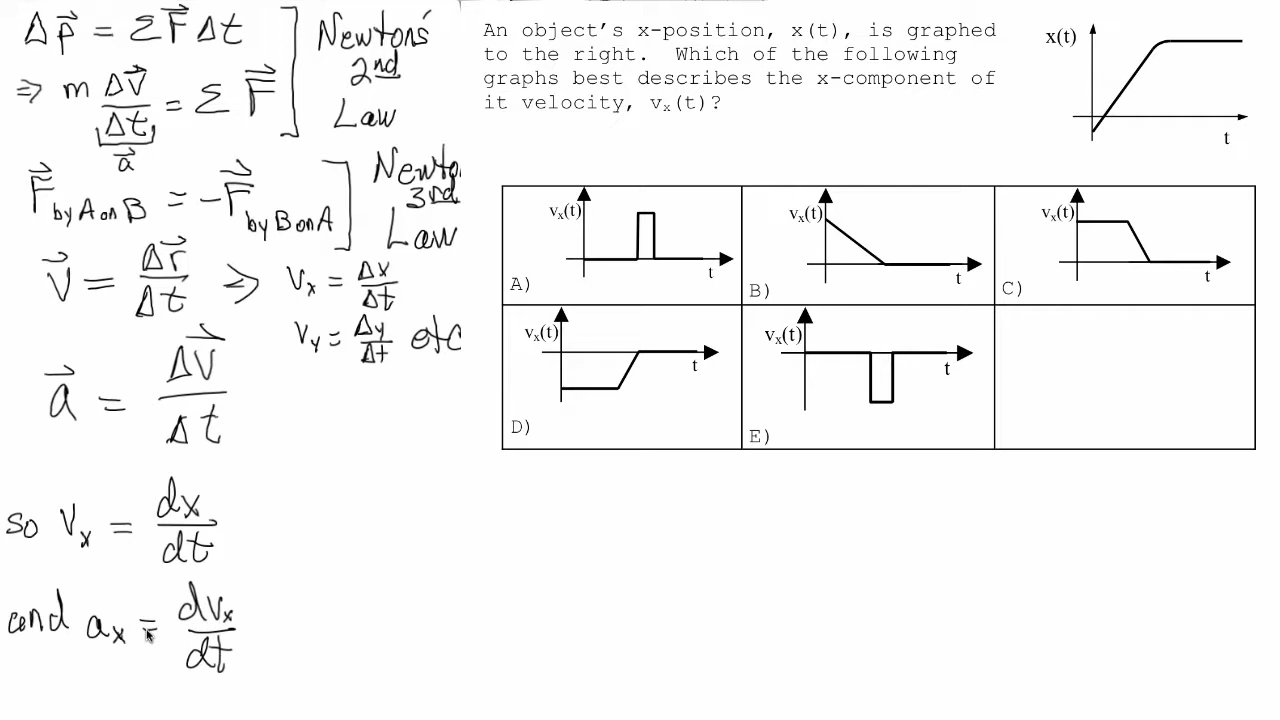 Δp⃗ = ΣF⃗ Δt
Newtons' 2nd Law
⇒ m Δv⃗/Δt = ΣF⃗
a⃗
F⃗ by A on B = -F⃗ by B on A
Newto 3rd Law
v⃗ = Δr⃗/Δt ⇒ Vx = Δx/Δt
Vy = Δy/Δt etc
a⃗ = Δv⃗/Δt
so Vx = dx/dt
and ax = dvx/dt
An object's x-position, x(t), is graphed
to the right. Which of the following
graphs best describes the x-component of
it velocity, vx(t)?
x(t)
t
vx(t)
t
A)
vx(t)
t
B)
vx(t)
t
C)
vx(t)
t
D)
vx(t)
t
E)